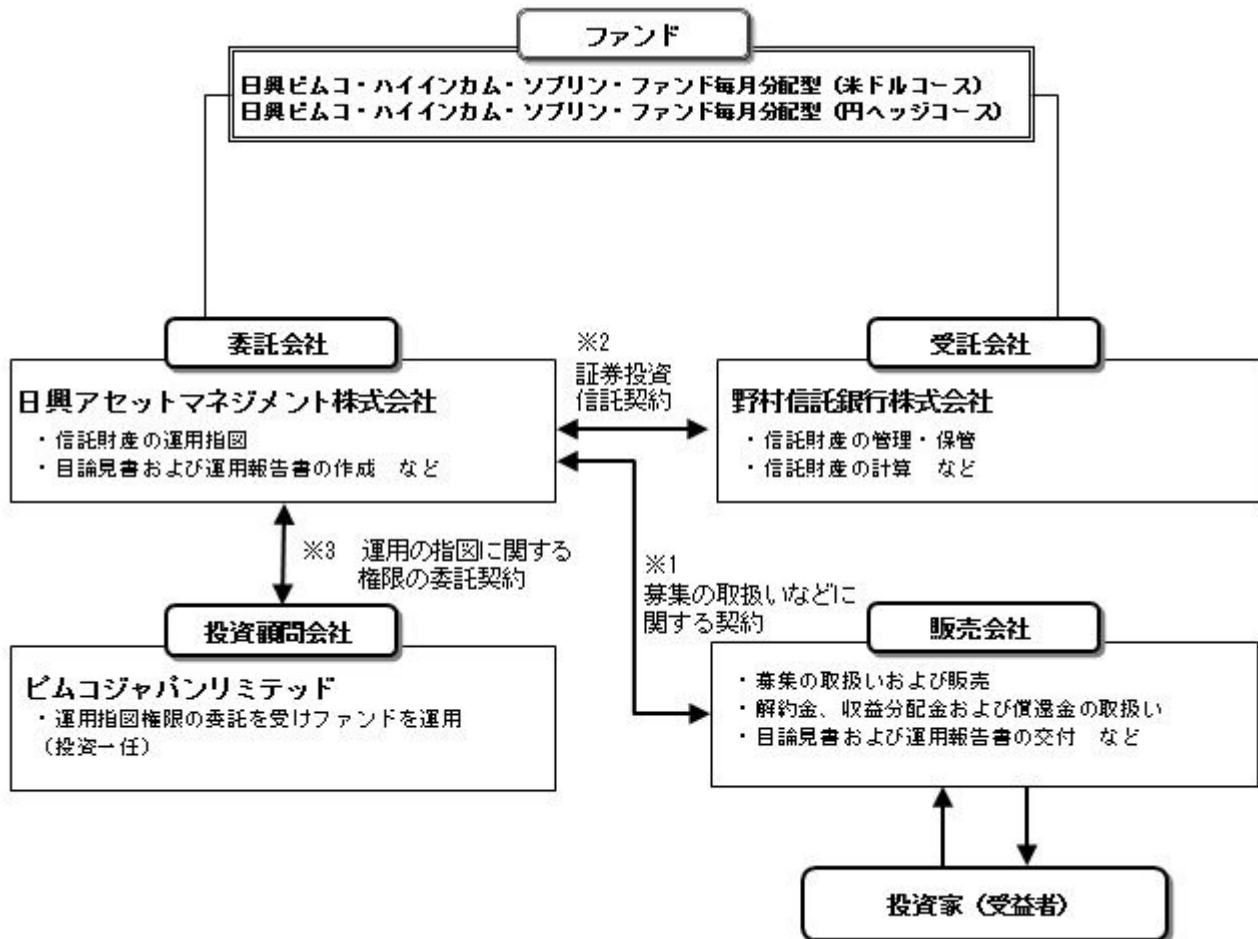 ファンド
日興ピムコ・ハイインカム・ソブリン・ファンド毎月分配型（米ドルコース）
日興ピムコ・ハイインカム・ソブリン・ファンド毎月分配型（円ヘッジコース）
委託会社
日興アセットマネジメント株式会社
・信託財産の運用指図
・目論見書および運用報告書の作成　など
※2
証券投資
信託契約
受託会社
野村信託銀行株式会社
・信託財産の管理・保管
・信託財産の計算　など
※3　運用の指図に関する
権限の委託契約
※1
募集の取扱いなどに
関する契約
投資顧問会社
ピムコジャパンリミテッド
・運用指図権限の委託を受けファンドを運用
（投資一任）
販売会社
・募集の取扱いおよび販売
・解約金、収益分配金および償還金の取扱い
・目論見書および運用報告書の交付　など
投資家（受益者）